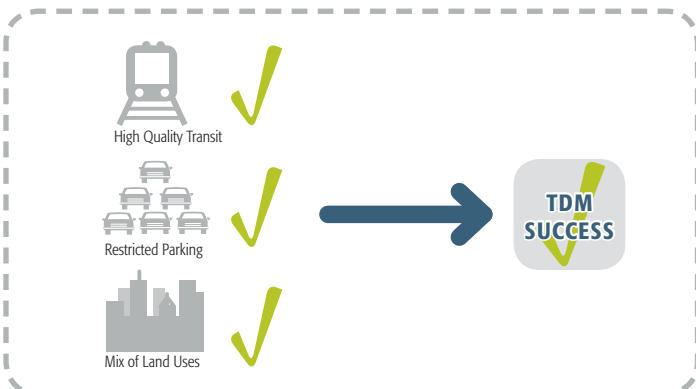 High Quality Transit
Restricted Parking
Mix of Land Uses
TDM
SUCCESS